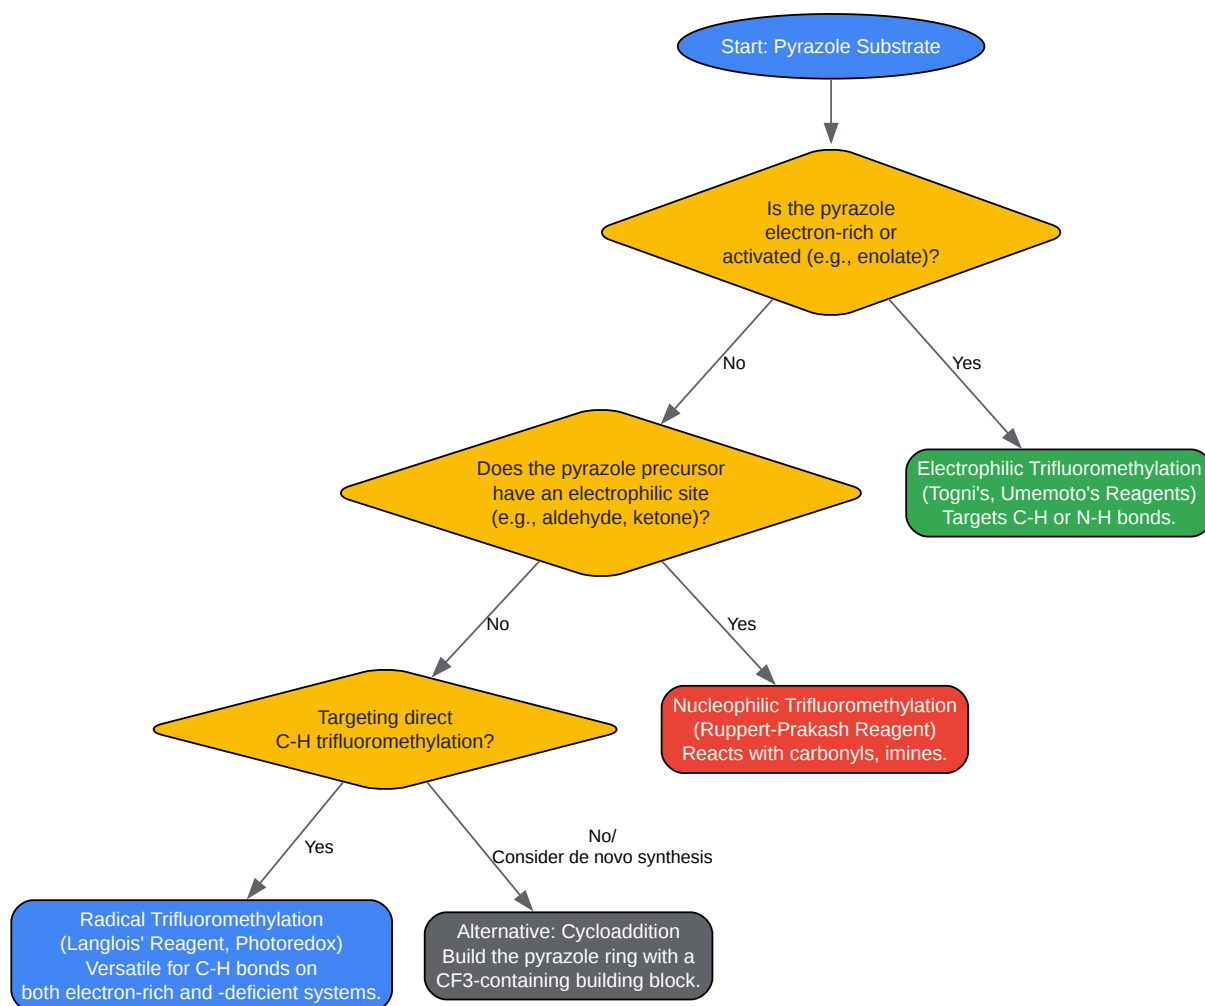 Start: Pyrazole Substrate
Is the pyrazole
electron-rich or
activated (e.g., enolate)?
No
Yes
Does the pyrazole precursor
have an electrophilic site
(e.g., aldehyde, ketone)?
Electrophilic Trifluoromethylation
(Togni's, Umemoto's Reagents)
Targets C-H or N-H bonds.
No
Yes
Targeting direct
C-H trifluoromethylation?
Nucleophilic Trifluoromethylation
(Ruppert-Prakash Reagent)
Reacts with carbonyls, imines.
Yes
No/
Consider de novo synthesis
Radical Trifluoromethylation
(Langlois' Reagent, Photoredox)
Versatile for C-H bonds on
both electron-rich and -deficient systems.
Alternative: Cycloaddition
Build the pyrazole ring with a
CF3-containing building block.